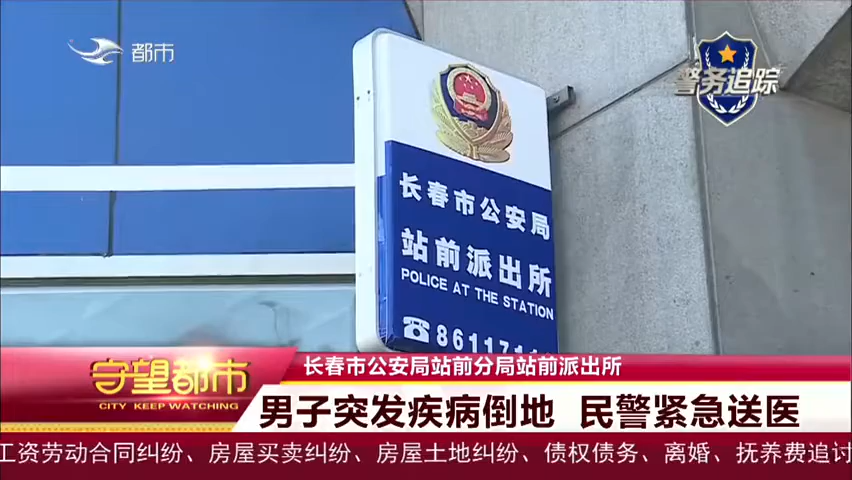 都市
警务追踪
长春市公安局
站前派出所
POLICE AT THE STATION
☎86117
守望都市
CITY KEEP WATCHING
长春市公安局站前分局站前派出所
男子突发疾病倒地 民警紧急送医
工资劳动合同纠纷、房屋买卖纠纷、房屋土地纠纷、债权债务、离婚、抚养费追讨